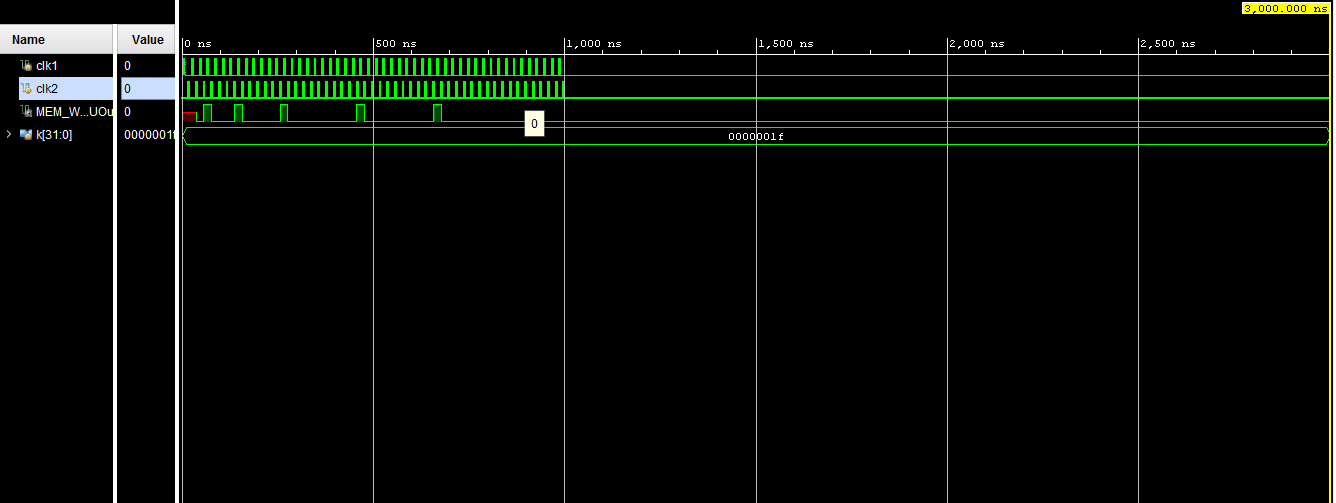 3,000.000 ns
Name Value
0 ns 500 ns 1,000 ns 1,500 ns 2,000 ns 2,500 ns
clk1 0
clk2 0
MEM_W...UOu 0
0
k[31:0] 0000001f 0000001f